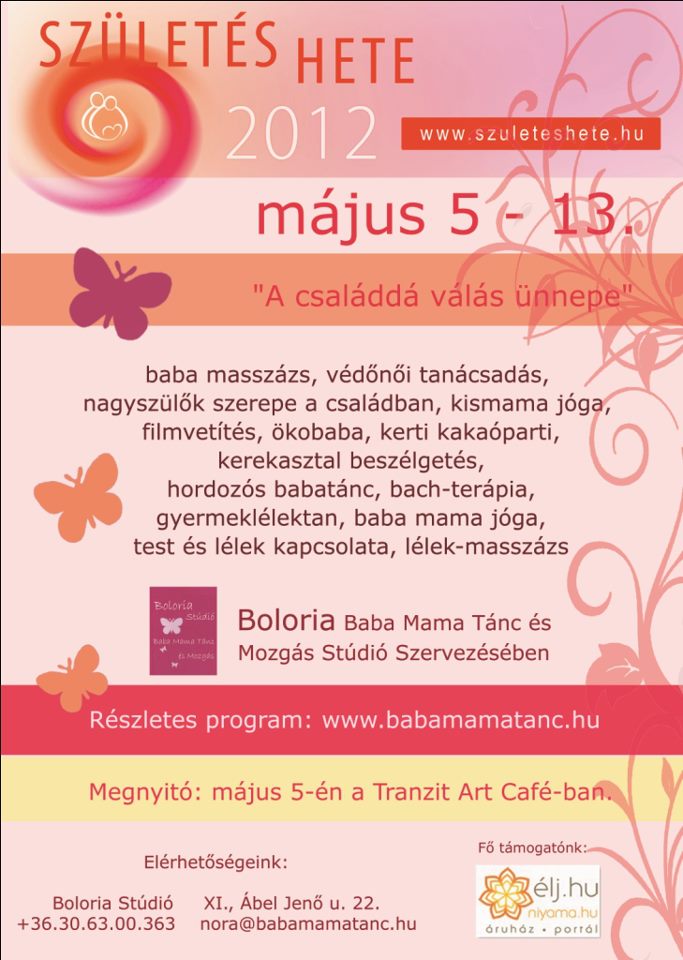 SZÜLETÉS HETE
2012
www.szuleteshete.hu
május 5 - 13.
"A családdá válás ünnepe"
baba masszázs, védőnői tanácsadás,
nagyszülők szerepe a családban, kismama jóga,
filmvetítés, ökobaba, kerti kakaóparti,
kerekasztal beszélgetés,
hordozós babatánc, bach-terápia,
gyermeklélektan, baba mama jóga,
test és lélek kapcsolata, lélek-masszázs
Boloria
Stúdió
Baba Mama Tánc
és Mozgás
Boloria Baba Mama Tánc és
Mozgás Stúdió Szervezésében
Részletes program: www.babamamatanc.hu
Megnyitó: május 5-én a Tranzit Art Café-ban.
Elérhetőségeink:
Boloria Stúdió XI., Ábel Jenő u. 22.
+36.30.63.00.363 nora@babamamatanc.hu
Fő támogatónk:
élj.hu
niyama.hu
áruház • portál